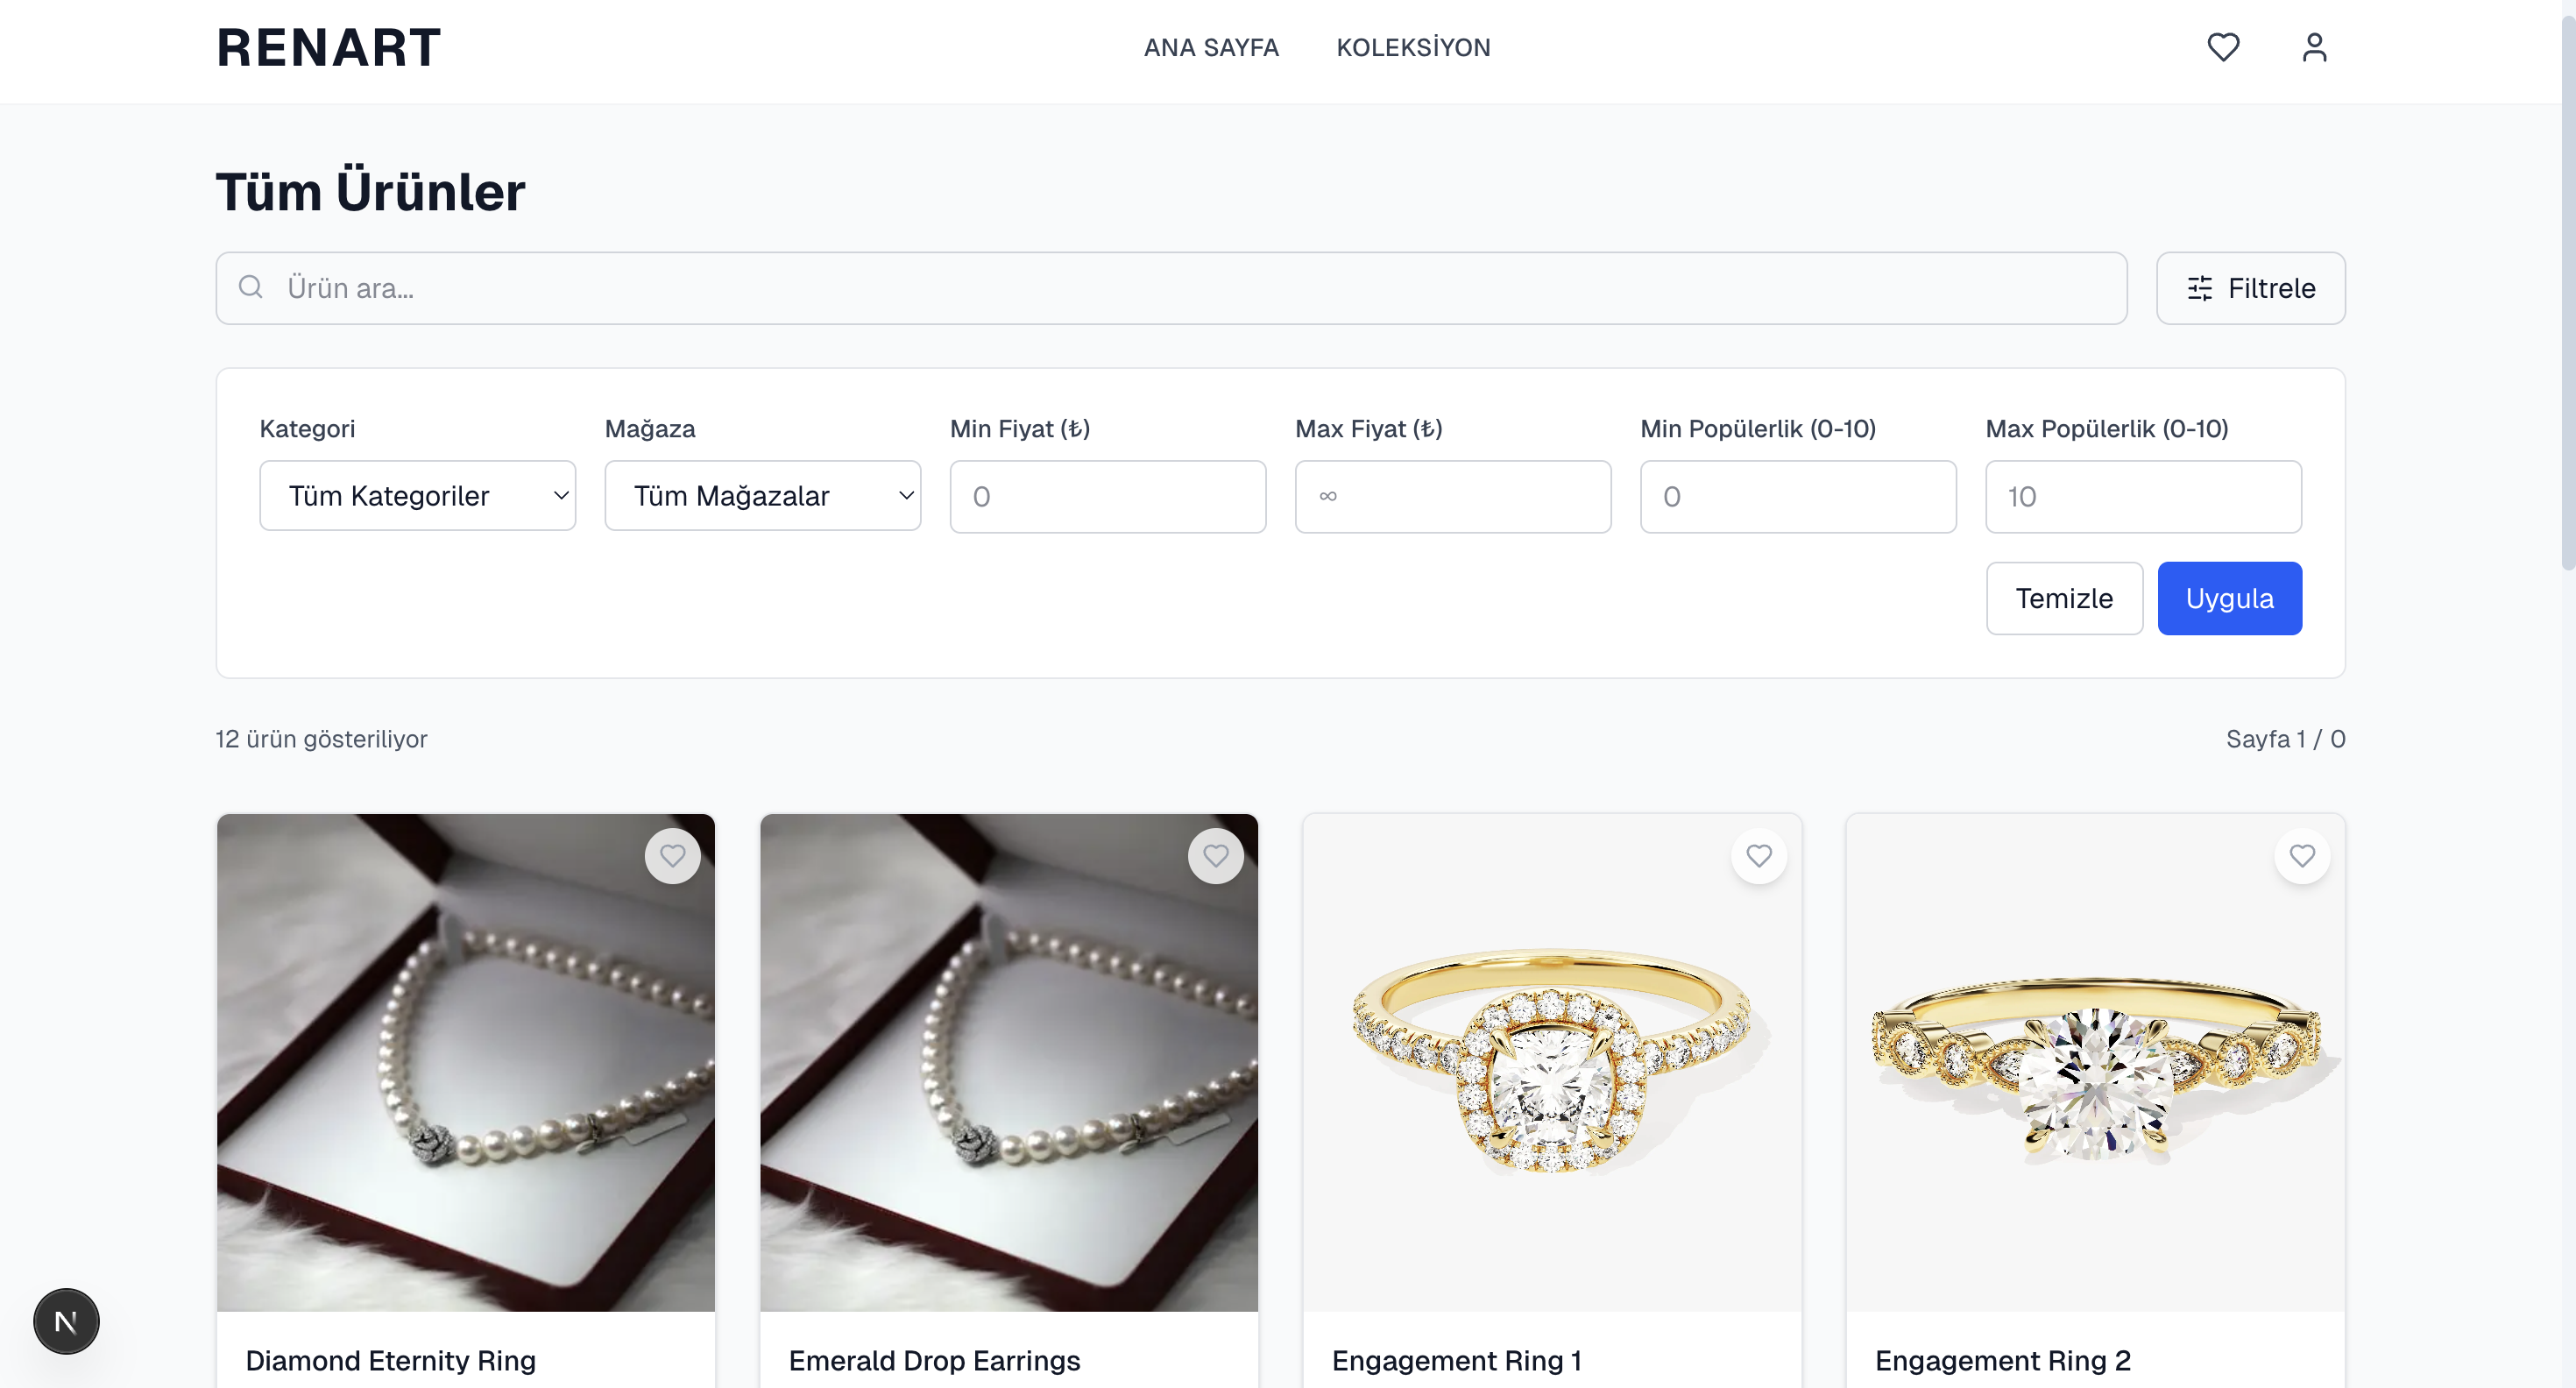 RENART
ANA SAYFA
KOLEKSİYON
Tüm Ürünler
Ürün ara...
Filtrele
Kategori
Mağaza
Min Fiyat (₺)
Max Fiyat (₺)
Min Popülerlik (0-10)
Max Popülerlik (0-10)
Tüm Kategoriler
Tüm Mağazalar
0
∞
0
10
Temizle
Uygula
12 ürün gösteriliyor
Sayfa 1 / 0
N
Diamond Eternity Ring
Emerald Drop Earrings
Engagement Ring 1
Engagement Ring 2